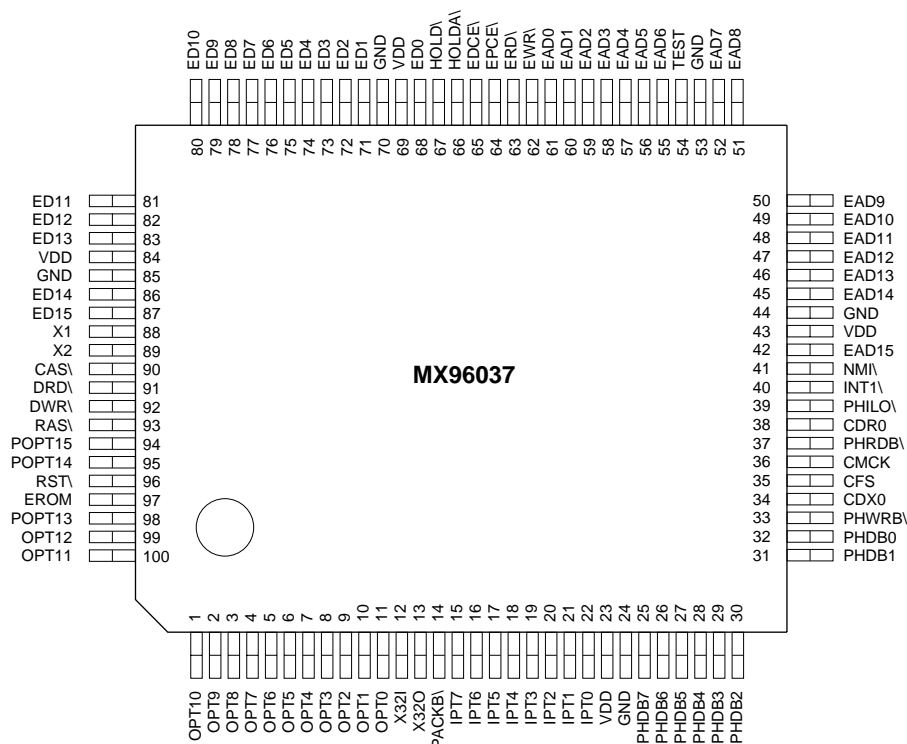 ED10
ED9
ED8
ED7
ED6
ED5
ED4
ED3
ED2
ED1
GND
VDD
ED0
HOLD\
HOLDA\
EDCE\
EPCE\
ERD\
EWR\
EAD0
EAD1
EAD2
EAD3
EAD4
EAD5
EAD6
TEST
GND
EAD7
EAD8
80
79
78
77
76
75
74
73
72
71
70
69
68
67
66
65
64
63
62
61
60
59
58
57
56
55
54
53
52
51
ED11 81
ED12 82
ED13 83
VDD 84
GND 85
ED14 86
ED15 87
X1 88
X2 89
CAS\ 90
DRD\ 91
DWR\ 92
RAS\ 93
POPT15 94
POPT14 95
RST\ 96
EROM 97
POPT13 98
OPT12 99
OPT11 100
MX96037
50 EAD9
49 EAD10
48 EAD11
47 EAD12
46 EAD13
45 EAD14
44 GND
43 VDD
42 EAD15
41 NMI\
40 INT1\
39 PHILO\
38 CDR0
37 PHRDB\
36 CMCK
35 CFS
34 CDX0
33 PHWRB\
32 PHDB0
31 PHDB1
1
2
3
4
5
6
7
8
9
10
11
12
13
14
15
16
17
18
19
20
21
22
23
24
25
26
27
28
29
30
OPT10
OPT9
OPT8
OPT7
OPT6
OPT5
OPT4
OPT3
OPT2
OPT1
OPT0
X32I
X32O
PACKB\
IPT7
IPT6
IPT5
IPT4
IPT3
IPT2
IPT1
IPT0
VDD
GND
PHDB7
PHDB6
PHDB5
PHDB4
PHDB3
PHDB2